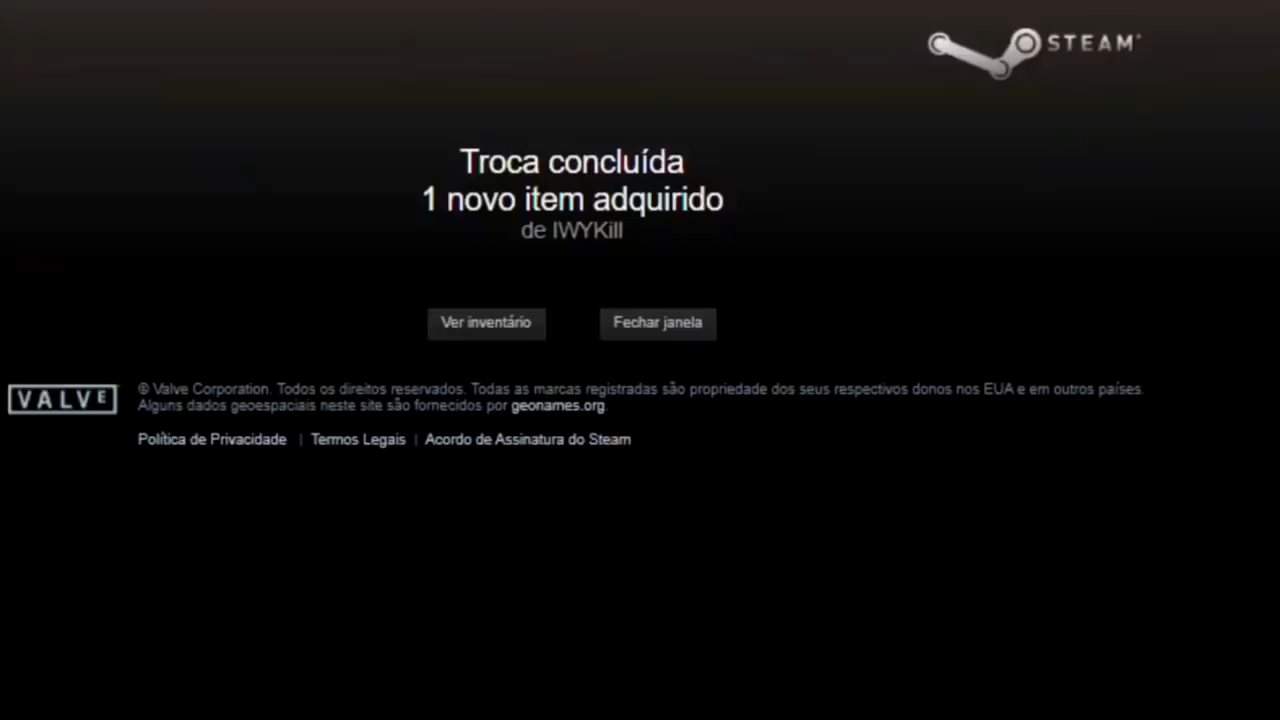 STEAM
Troca concluída
1 novo item adquirido
de IWYKill
Ver inventário
Fechar janela
VALVE
© Valve Corporation. Todos os direitos reservados. Todas as marcas registradas são propriedade dos seus respectivos donos nos EUA e em outros países.
Alguns dados geoespaciais neste site são fornecidos por geonames.org.
Política de Privacidade | Termos Legais | Acordo de Assinatura do Steam